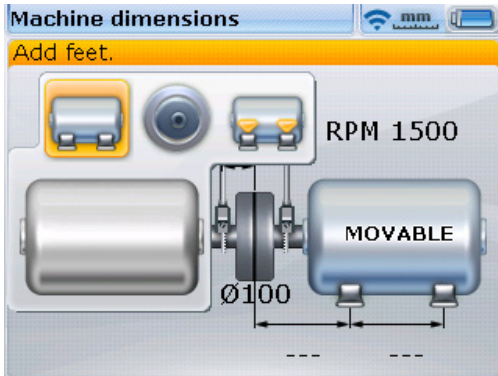 Machine dimensions
mm
Add feet.
RPM 1500
MOVABLE
Ø100
--- ---